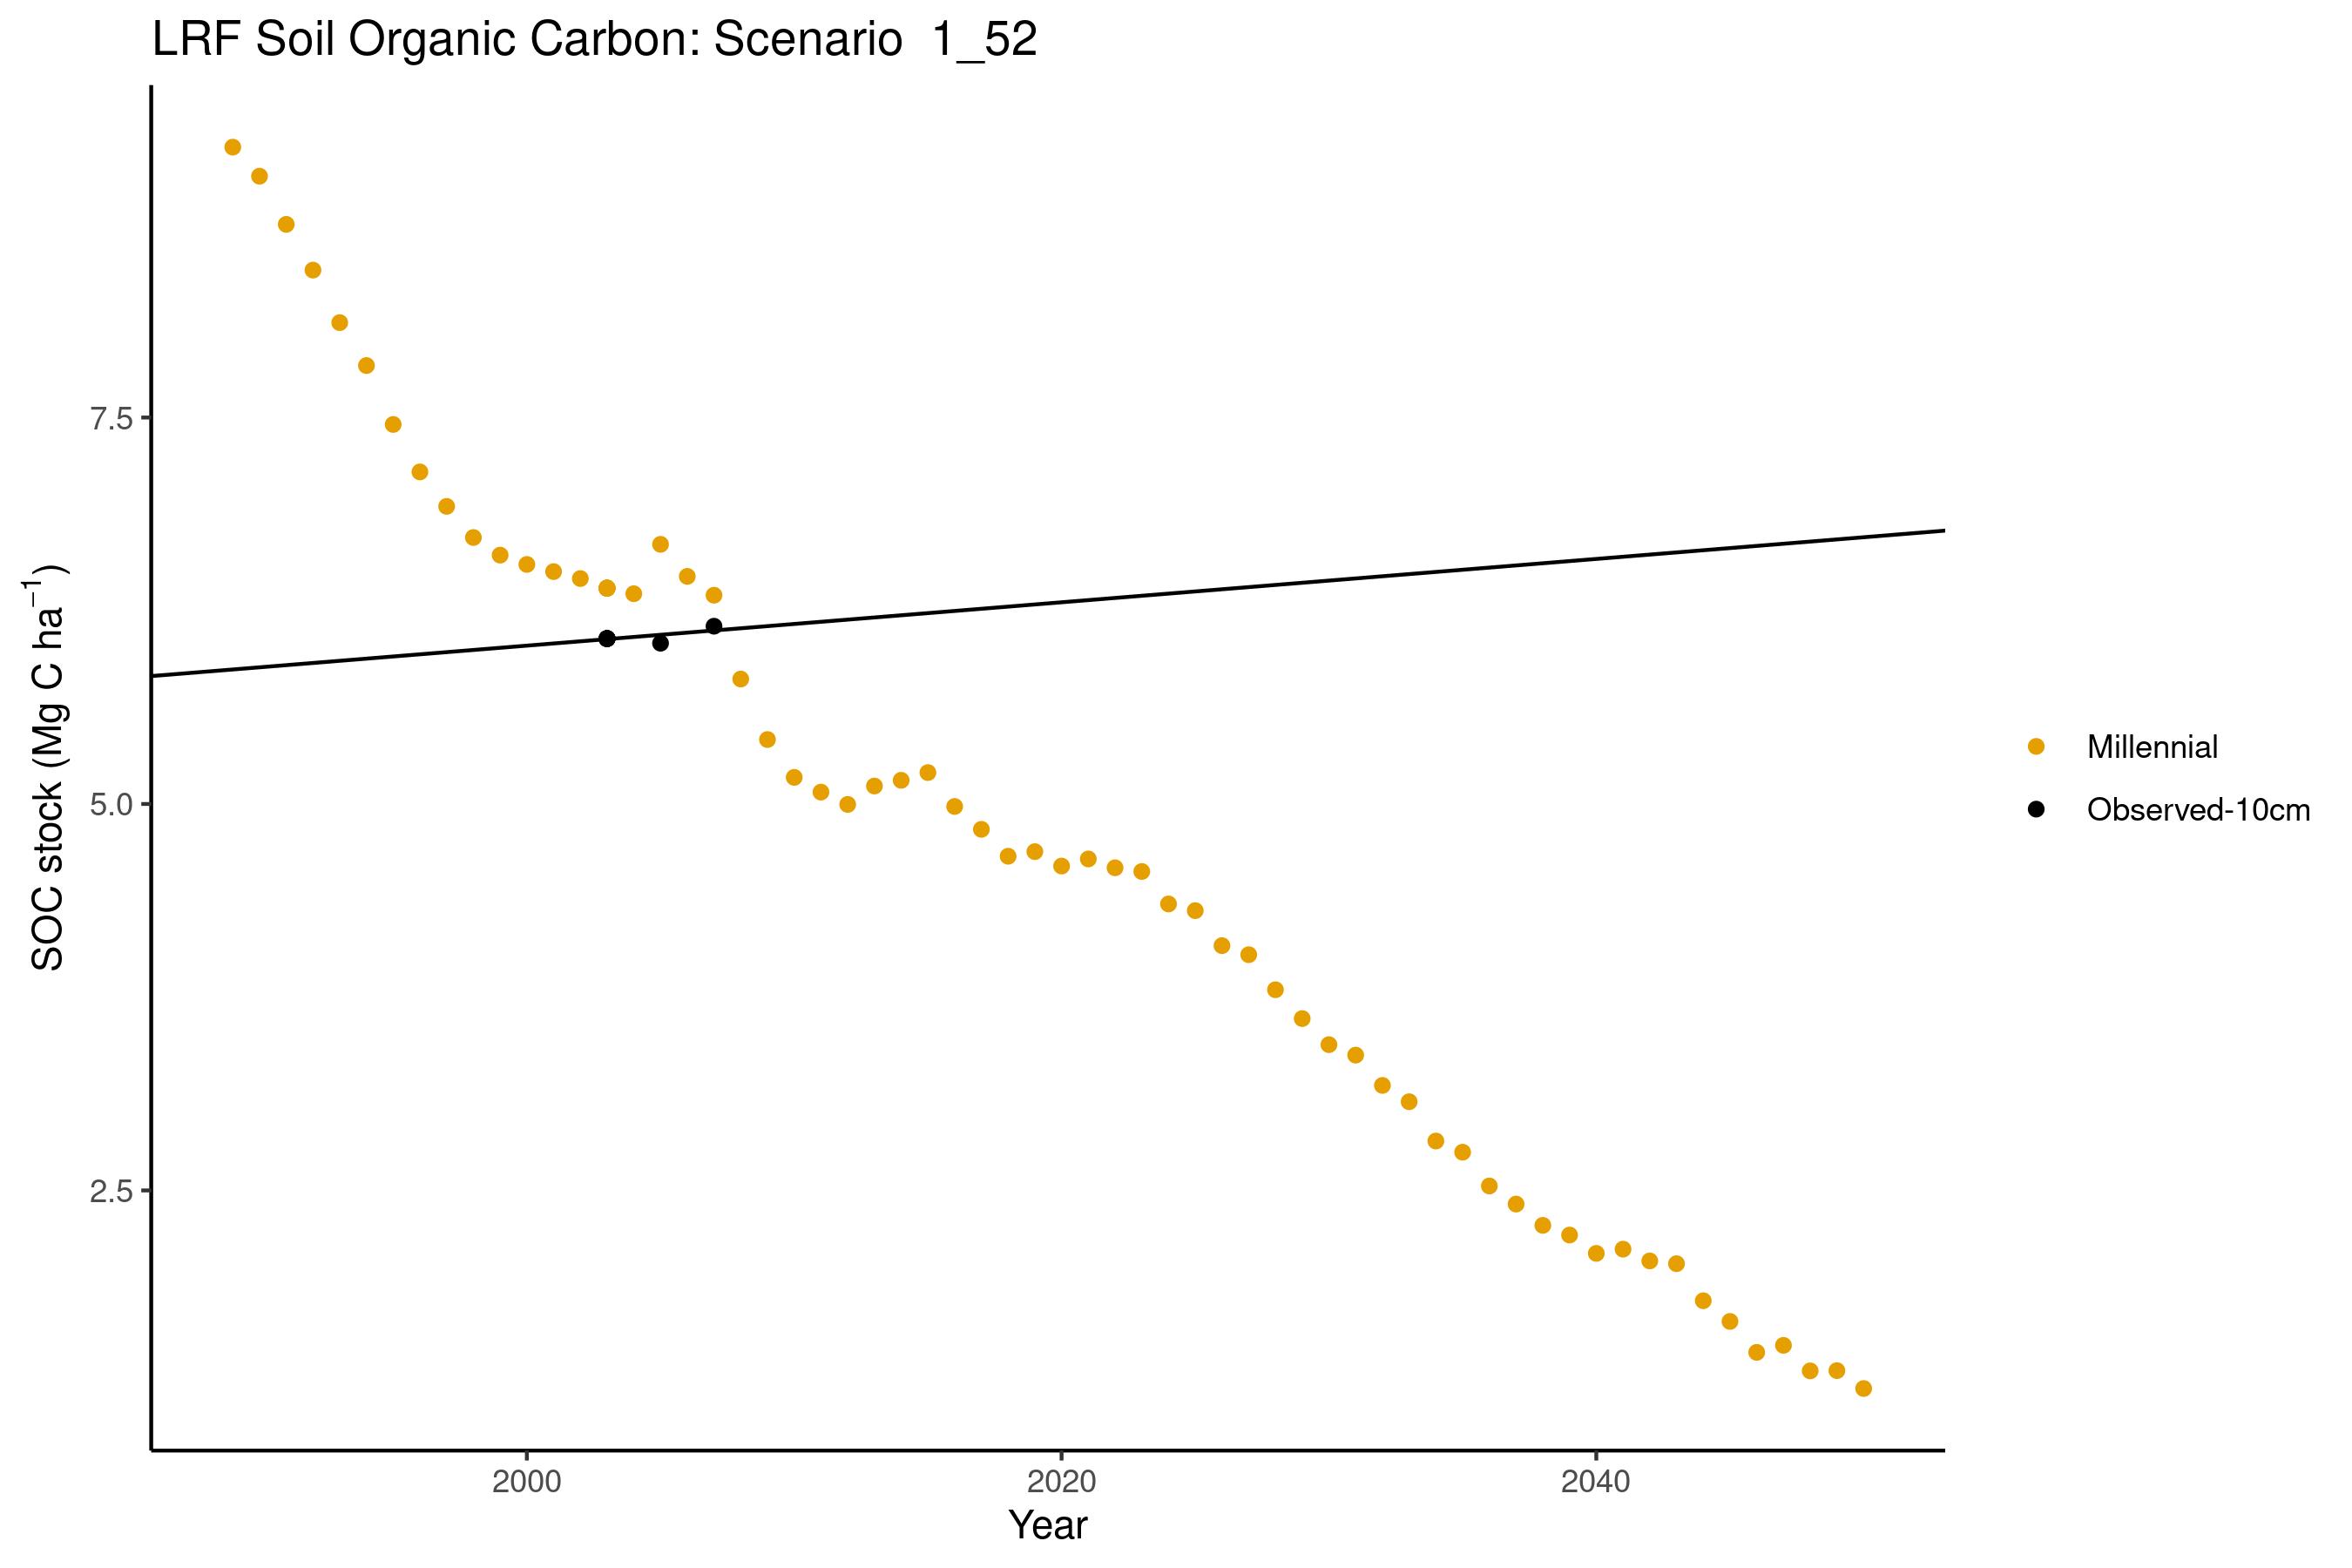 LRF Soil Organic Carbon: Scenario  1_52
SOC stock (Mg C ha⁻¹)
7.5
5.0
2.5
2000
2020
2040
Year
Millennial
Observed-10cm